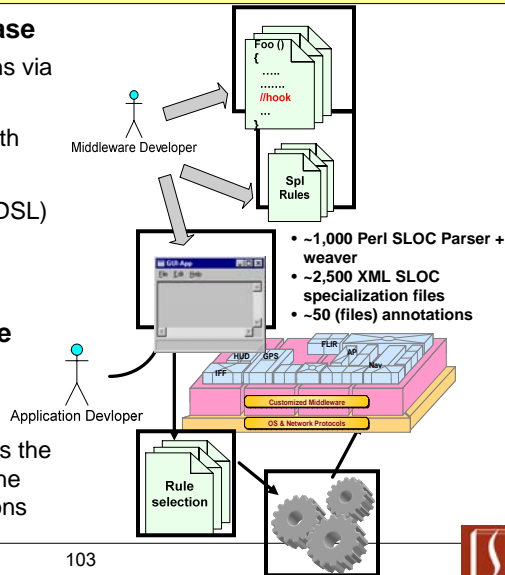 ase
ns via
th
DSL)
e
s the
ne
ons
Foo ()
{
.....
.......
//hook
...
}
Middleware Developer
Spl
Rules
• ~1,000 Perl SLOC Parser +
weaver
• ~2,500 XML SLOC
specialization files
• ~50 (files) annotations
GUI-App
File Edit Help
Application Devloper
HUD
GPS
FLIR
AP
Nav
IFF
Customized Middleware
OS & Network Protocols
Rule
selection
103